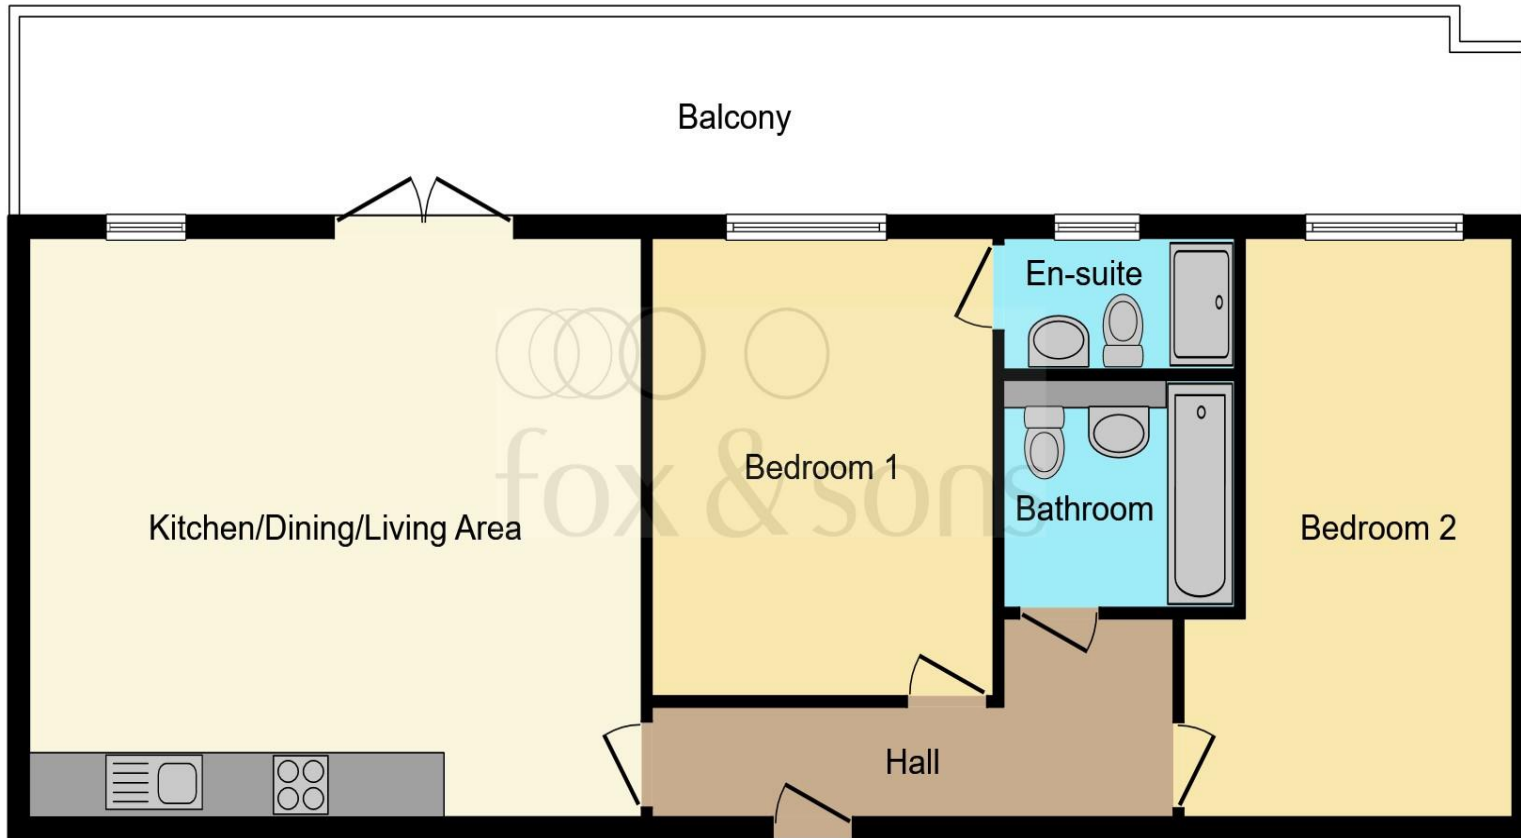 Balcony
En-suite
fox & sons
Bedroom 1
Bathroom
Kitchen/Dining/Living Area
Bedroom 2
Hall